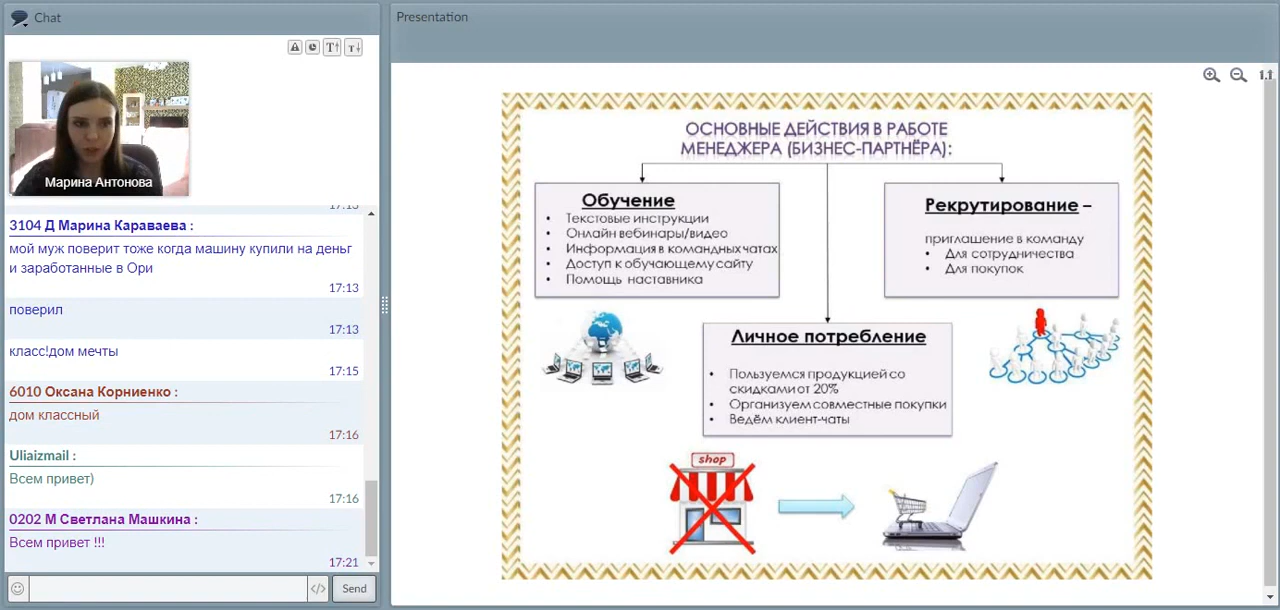 Chat
Марина Антонова
3104 Д Марина Караваева :
мой муж поверит тоже когда машину купили на деньг
и заработанные в Ори
17:13
поверил
17:13
класс!дом мечты
17:15
6010 Оксана Корниенко :
дом классный
17:16
Uliaizmail :
Всем привет)
17:16
0202 М Светлана Машкина :
Всем привет !!!
17:21
Send
Presentation
1:1
ОСНОВНЫЕ ДЕЙСТВИЯ В РАБОТЕ
МЕНЕДЖЕРА (БИЗНЕС-ПАРТНЁРА):
Обучение
• Текстовые инструкции
• Онлайн вебинары/видео
• Информация в командных чатах
• Доступ к обучающему сайту
• Помощь наставника
Рекрутирование –
приглашение в команду
• Для сотрудничества
• Для покупок
Личное потребление
• Пользуемся продукцией со
скидками от 20%
• Организуем совместные покупки
• Ведём клиент-чаты
shop